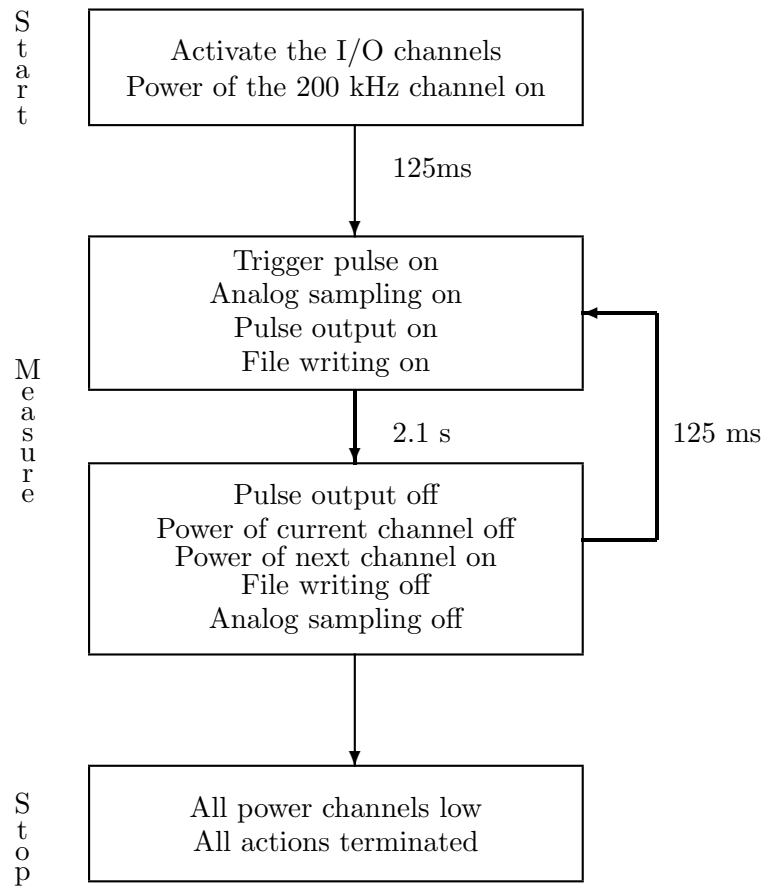 Start
Activate the I/O channels
Power of the 200 kHz channel on
125ms
Measure
Trigger pulse on
Analog sampling on
Pulse output on
File writing on
2.1 s
125 ms
Pulse output off
Power of current channel off
Power of next channel on
File writing off
Analog sampling off
Stop
All power channels low
All actions terminated